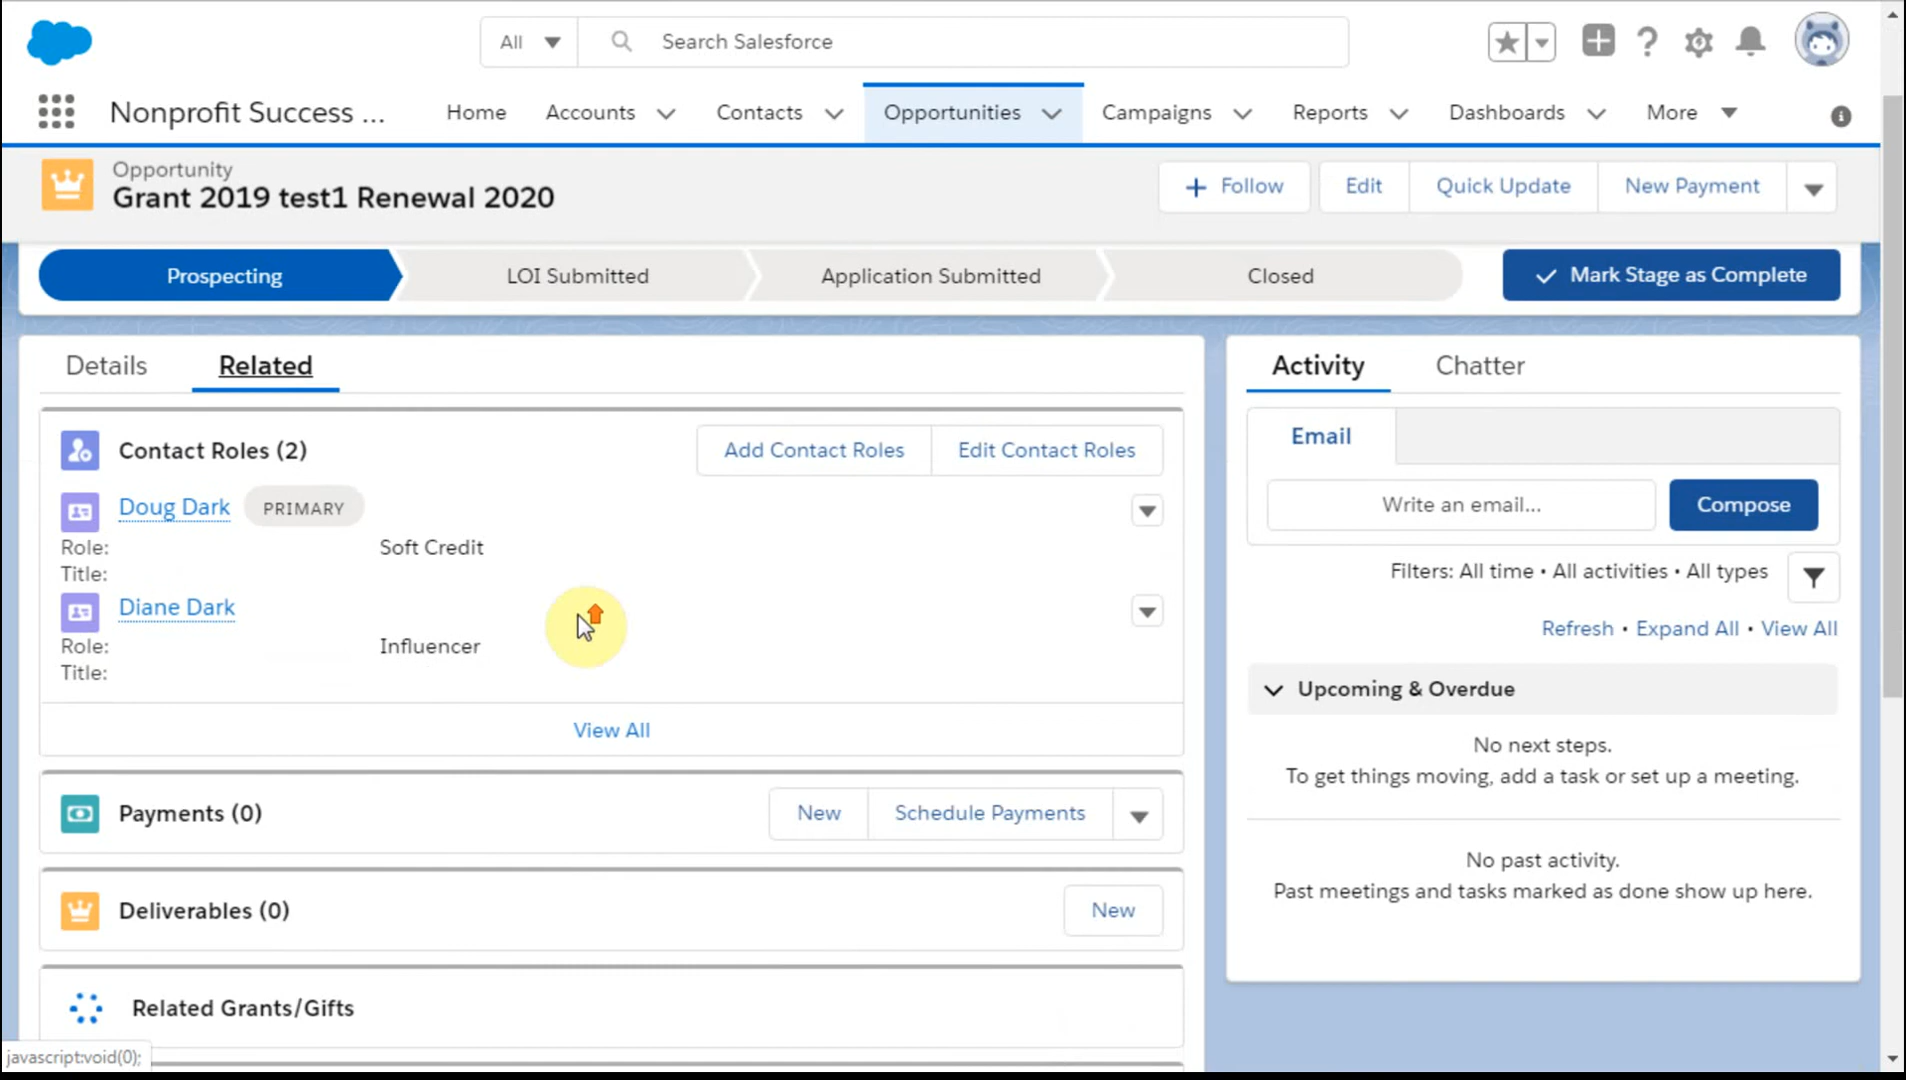 All
Search Salesforce
Nonprofit Success ...
Home
Accounts
Contacts
Opportunities
Campaigns
Reports
Dashboards
More
Opportunity
Grant 2019 test1 Renewal 2020
Follow
Edit
Quick Update
New Payment
Prospecting
LOI Submitted
Application Submitted
Closed
Mark Stage as Complete
Details
Related
Contact Roles (2)
Add Contact Roles
Edit Contact Roles
Doug Dark
PRIMARY
Role: Soft Credit
Title:
Diane Dark
Role: Influencer
Title:
View All
Payments (0)
New
Schedule Payments
Deliverables (0)
New
Related Grants/Gifts
Activity
Chatter
Email
Write an email...
Compose
Filters: All time • All activities • All types
Refresh • Expand All • View All
Upcoming & Overdue
No next steps.
To get things moving, add a task or set up a meeting.
No past activity.
Past meetings and tasks marked as done show up here.
javascript:void(0);